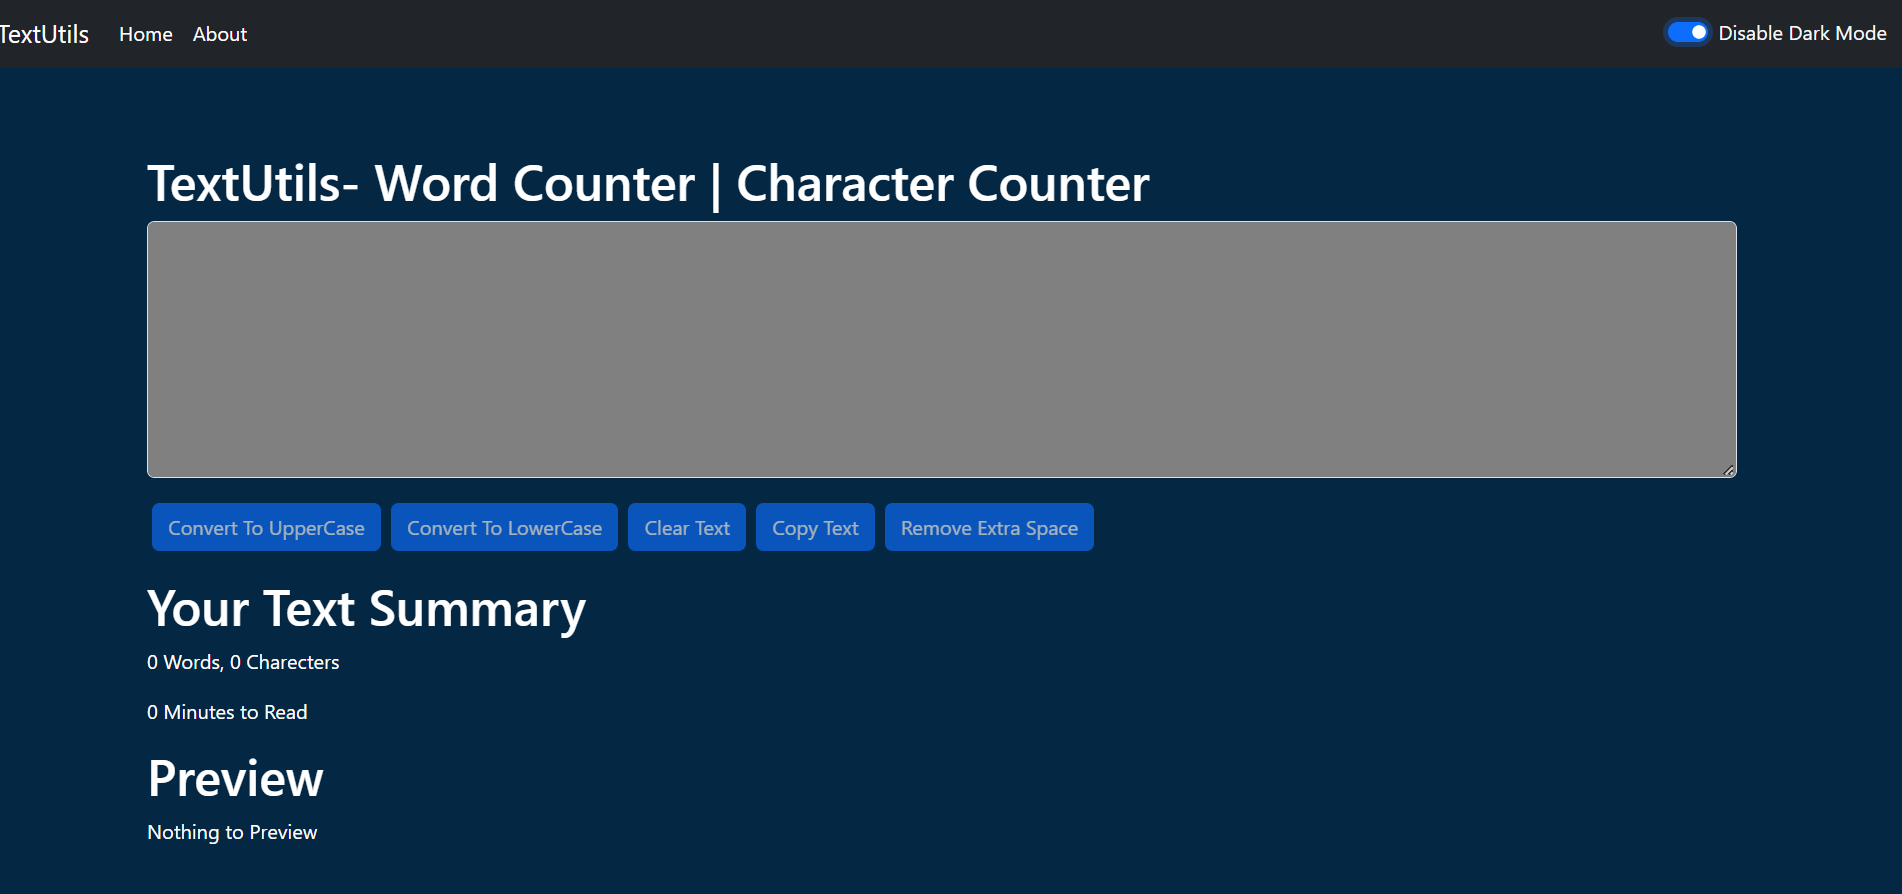 TextUtils Home About Disable Dark Mode
TextUtils- Word Counter | Character Counter
Convert To UpperCase Convert To LowerCase Clear Text Copy Text Remove Extra Space
Your Text Summary
0 Words, 0 Charecters
0 Minutes to Read
Preview
Nothing to Preview